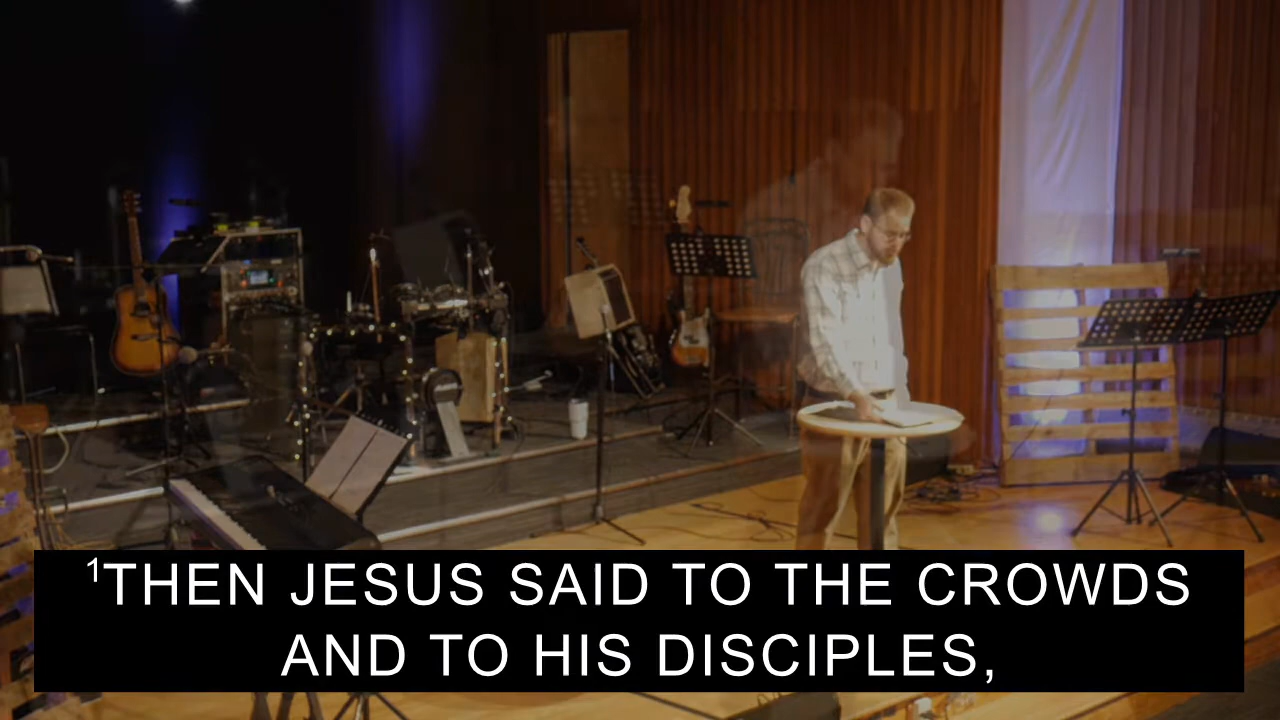 ¹THEN JESUS SAID TO THE CROWDS
AND TO HIS DISCIPLES,